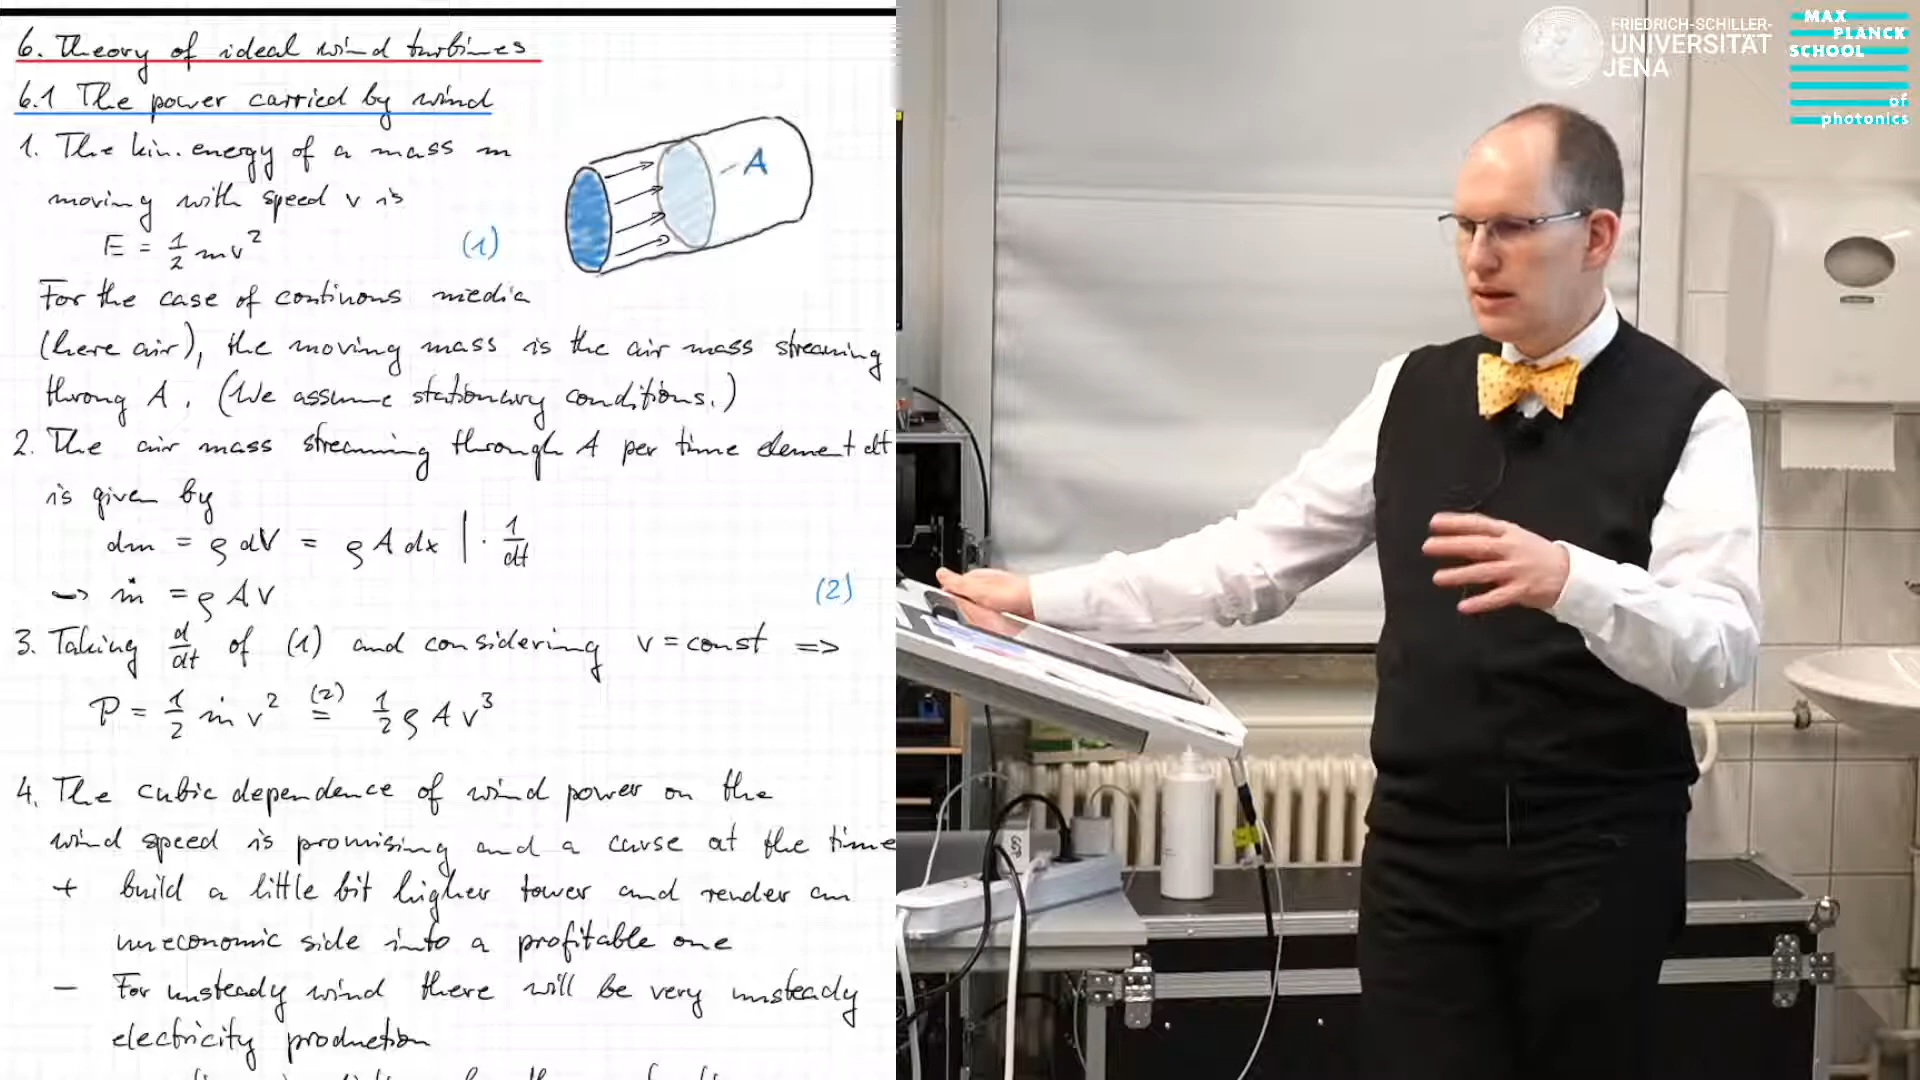 6. Theory of ideal wind turbines
6.1 The power carried by wind
1. The kin. energy of a mass m
moving with speed v is
E = 1/2 mv² (1)
A
For the case of continous media
(here air), the moving mass is the air mass streaming
throug A. (We assume stationary conditions.)
2. The air mass streaming through A per time element dt
is given by
dm = ρ dV = ρ A dx | · 1/dt
→ ṁ = ρ A v (2)
3. Taking d/dt of (1) and considering v = const =>
P = 1/2 ṁ v² (2)= 1/2 ρ A v³
4. The cubic dependence of wind power on the
wind speed is promising and a curse at the time
+ build a little bit higher tower and render an
uneconomic side into a profitable one
− For unsteady wind there will be very unsteady
electricity production
FRIEDRICH-SCHILLER-
UNIVERSITÄT
JENA
MAX
PLANCK
SCHOOL
of
photonics